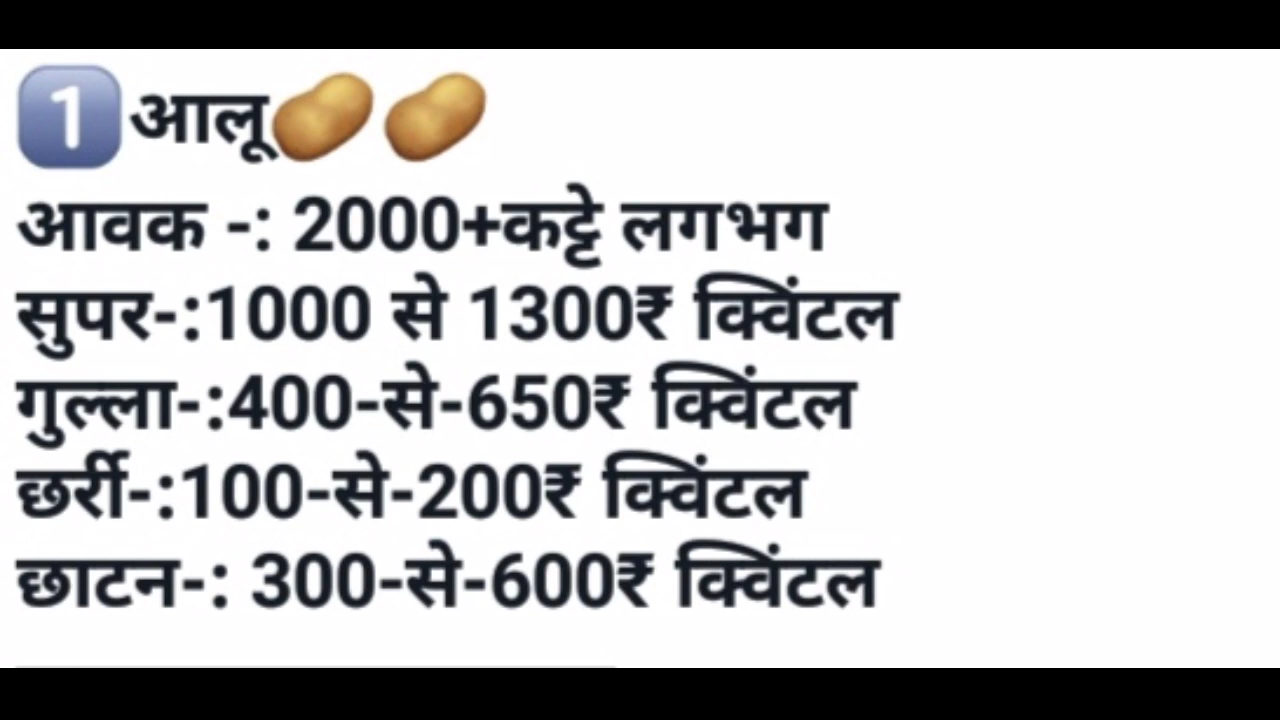 1️⃣आलू🥔🥔
आवक -: 2000+कट्टे लगभग
सुपर-:1000 से 1300₹ क्विंटल
गुल्ला-:400-से-650₹ क्विंटल
छर्री-:100-से-200₹ क्विंटल
छाटन-: 300-से-600₹ क्विंटल